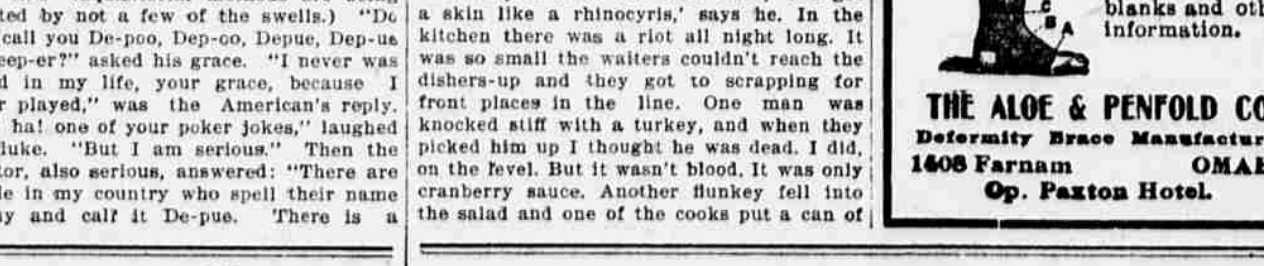 ted by not a few of the swells.) "Do
call you De-poo, Dep-oo, Depue, Dep-ue
eep-er?" asked his grace. "I never was
d in my life, your grace, because I
r played," was the American's reply.
ha! one of your poker jokes," laughed
luke. "But I am serious." Then the
tor, also serious, answered: "There are
le in my country who spell their name
ay and call it De-pue. There is a
a skin like a rhinocyris,' says he. In the
kitchen there was a riot all night long. It
was so small the waiters couldn't reach the
dishers-up and they got to scrapping for
front places in the line. One man was
knocked stiff with a turkey, and when they
picked him up I thought he was dead. I did,
on the level. But it wasn't blood. It was only
cranberry sauce. Another flunkey fell into
the salad and one of the cooks put a can of
C
B
A
blanks and oth
information.
THE ALOE & PENFOLD CO
Deformity Brace Manufactur
1408 Farnam OMAH
Op. Paxton Hotel.